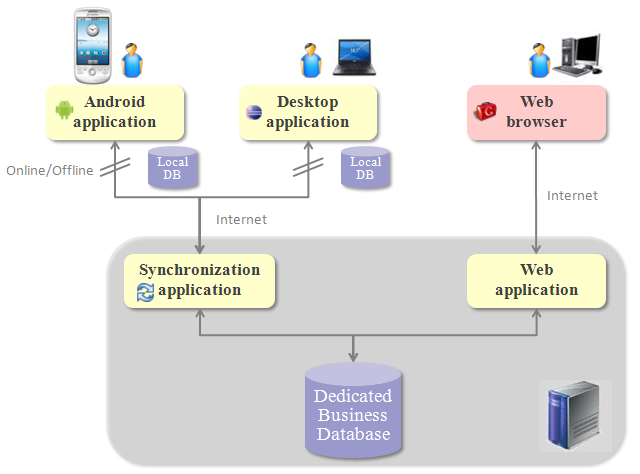 Android
application
Desktop
application
Web
browser
Online/Offline
Local
DB
Local
DB
Internet
Internet
Synchronization
application
Web
application
Dedicated
Business
Database